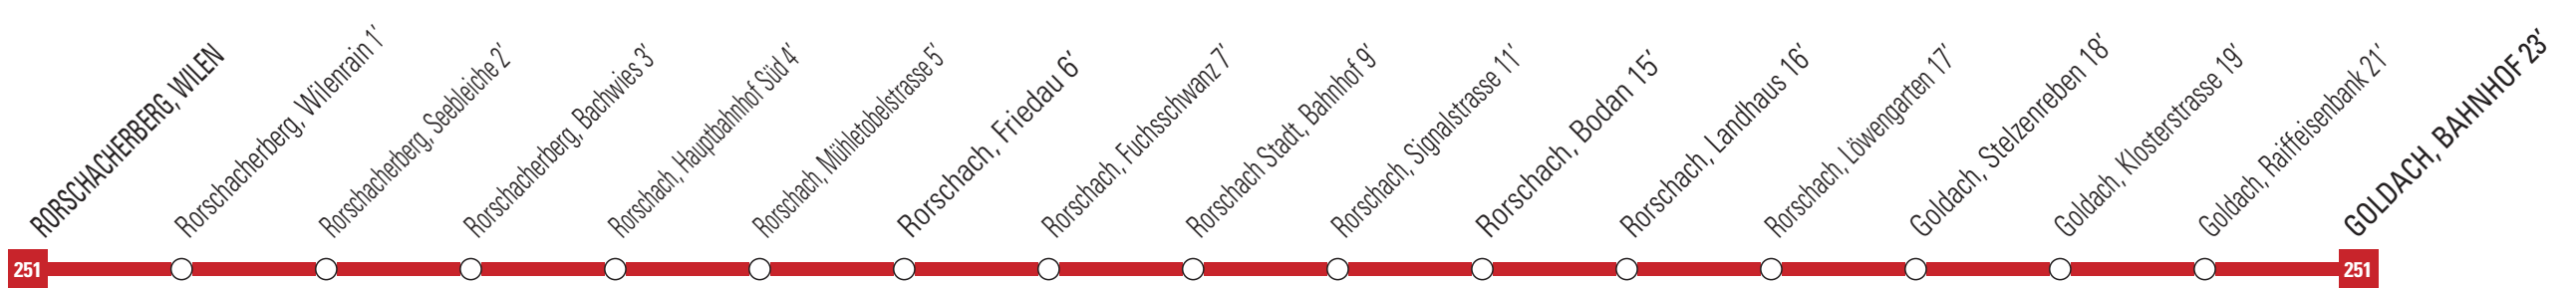 RORSCHACHERBERG, WILEN
Rorschacherberg, Wilenrain 1'
Rorschacherberg, Seebleiche 2'
Rorschacherberg, Bachwies 3'
Rorschach, Hauptbahnhof Süd 4'
Rorschach, Mühletobelstrasse 5'
Rorschach, Friedau 6'
Rorschach, Fuchsschwanz 7'
Rorschach Stadt, Bahnhof 9'
Rorschach, Signalstrasse 11'
Rorschach, Bodan 15'
Rorschach, Landhaus 16'
Rorschach, Löwengarten 17'
Goldach, Stelzenreben 18'
Goldach, Klosterstrasse 19'
Goldach, Raiffeisenbank 21'
GOLDACH, BAHNHOF 23'
251
251